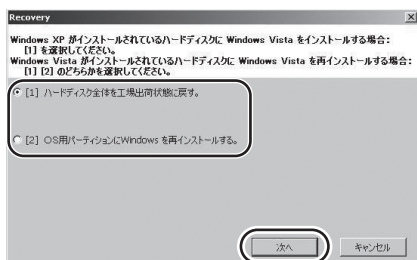 Recovery
Windows XP がインストールされているハードディスクに Windows Vista をインストールする場合：
[1] を選択してください。
Windows Vista がインストールされているハードディスクに Windows Vista を再インストールする場合：
[1] [2] のどちらかを選択してください。
[1] ハードディスク全体を工場出荷状態に戻す。
[2] OS用パーティションにWindows を再インストールする。
次へ
キャンセル